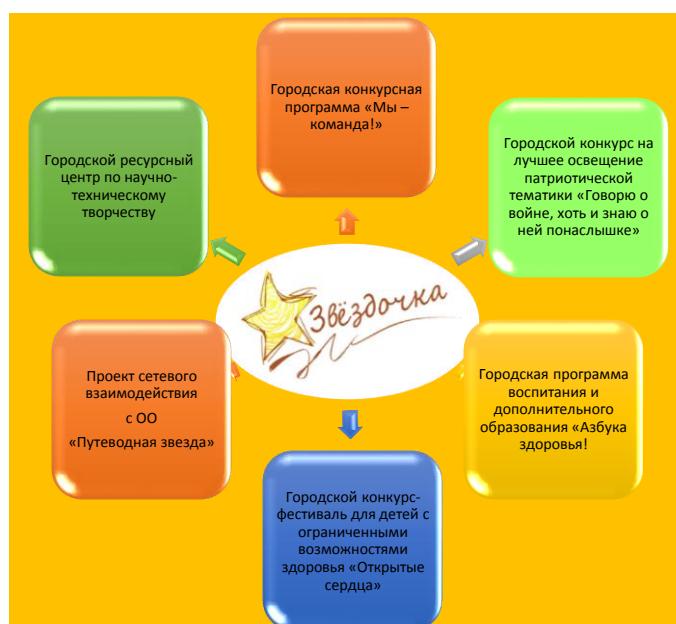 Городская конкурсная
программа «Мы –
команда!»
Городской ресурсный
центр по научно-
техническому
творчеству
Городской конкурс на
лучшее освещение
патриотической
тематики «Говорю о
войне, хоть и знаю о
ней понаслышке»
Звёздочка
Проект сетевого
взаимодействия
с ОО
«Путеводная звезда»
Городская программа
воспитания и
дополнительного
образования «Азбука
здоровья!
Городской конкурс-
фестиваль для детей с
ограниченными
возможностями
здоровья «Открытые
сердца»